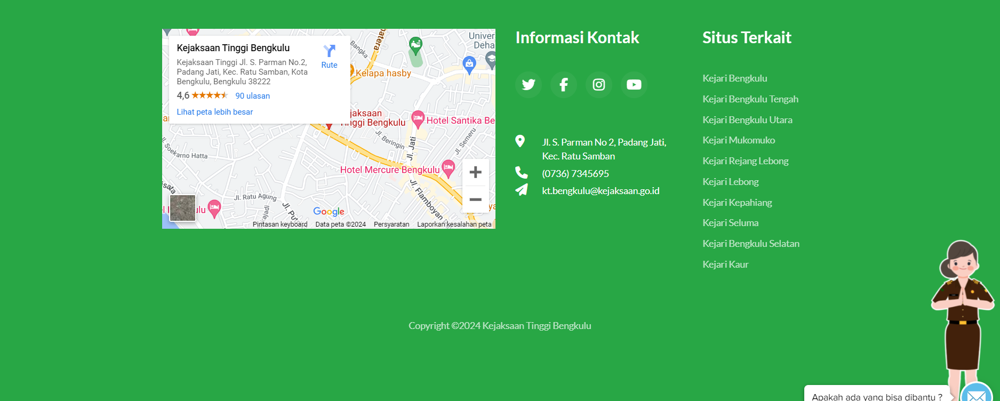 Kejaksaan Tinggi Bengkulu
Kejaksaan Tinggi Jl. S. Parman No.2,
Padang Jati, Kec. Ratu Samban, Kota
Bengkulu, Bengkulu 38222
4,6 90 ulasan
Lihat peta lebih besar
Rute
matera
Bangka
Kelapa hasby
Univer
Deha
jaksaan
Tinggi Bengkulu
Hotel Santika Be
Jl. Beringin
Jl. Jati
Jl. Semeru
Jl. Soekarno Hatta
Hotel Mercure Bengkulu
isata
Jl. Ratu Agung
Jl. Flamboyan
Jl. Put
ajadi
ulu
Google
Pintasan keyboard
Data peta ©2024
Persyaratan
Laporkan kesalahan peta
Informasi Kontak
Jl. S. Parman No 2, Padang Jati,
Kec. Ratu Samban
(0736) 7345695
kt.bengkulu@kejaksaan.go.id
Situs Terkait
Kejari Bengkulu
Kejari Bengkulu Tengah
Kejari Bengkulu Utara
Kejari Mukomuko
Kejari Rejang Lebong
Kejari Lebong
Kejari Kepahiang
Kejari Seluma
Kejari Bengkulu Selatan
Kejari Kaur
Copyright ©2024 Kejaksaan Tinggi Bengkulu
Apakah ada yang bisa dibantu ?